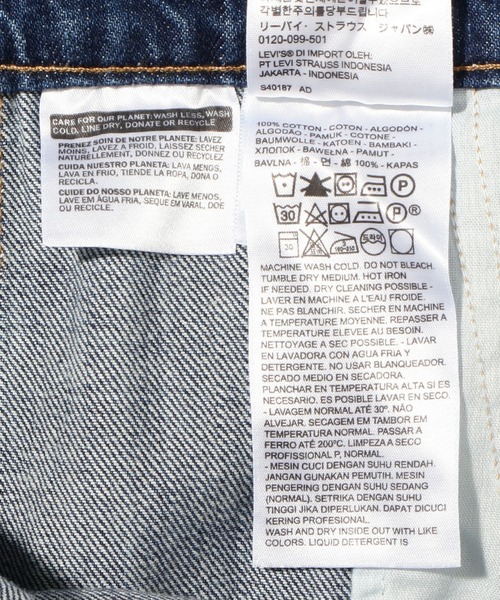 각별한주의를당부드립니다
リーバイ・ストラウス ジャパン㈱
0120-099-501
LEVI'S® DI IMPORT OLEH:
PT LEVI STRAUSS INDONESIA
JAKARTA - INDONESIA
S40187 AD
CARE FOR OUR PLANET: WASH LESS, WASH
COLD, LINE DRY, DONATE OR RECYCLE
PRENEZ SOIN DE NOTRE PLANETE: LAVEZ
MOINS, LAVEZ A FROID, LAISSEZ SECHER
NATURELLEMENT, DONNEZ OU RECYCLEZ
CUIDA NUESTRO PLANETA: LAVA MENOS,
LAVA EN FRIO, TIENDE LA ROPA, DONA O
RECICLA.
CUIDE DO NOSSO PLANETA: LAVE MENOS,
LAVE EM ÁGUA FRIA, SEQUE EM VARAL, DOE
OU RECICLE.
100% COTTON - COTON - ALGODÓN -
ALGODÃO - PAMUK - COTONE -
BAUMWOLLE - KATOEN - BAMBAKI -
ХЛОПОК - BAWEŁNA - PAMUT -
BAVLNA - 棉 - 면 - 綿 100% - KAPAS
P
30 P®
30 드라이
MACHINE WASH COLD. DO NOT BLEACH.
TUMBLE DRY MEDIUM. HOT IRON
IF NEEDED. DRY CLEANING POSSIBLE -
LAVER EN MACHINE A L'EAU FROIDE.
NE PAS BLANCHIR. SECHER EN MACHINE
A TEMPERATURE MOYENNE. REPASSER A
TEMPERATURE ELEVEE AU BESOIN.
NETTOYAGE A SEC POSSIBLE. - LAVAR
EN LAVADORA CON AGUA FRIA Y
DETERGENTE. NO USAR BLANQUEADOR.
SECADO MEDIO EN SECADORA.
PLANCHAR EN TEMPERATURA ALTA SI ES
NECESARIO. ES POSIBLE LAVAR EN SECO.
- LAVAGEM NORMAL ATÉ 30º. NÃO
ALVEJAR. SECAGEM EM TAMBOR EM
TEMPERATURA NORMAL. PASSAR A
FERRO ATÉ 200ºC. LIMPEZA A SECO
PROFISSIONAL P, NORMAL.
- MESIN CUCI DENGAN SUHU RENDAH.
JANGAN GUNAKAN PEMUTIH. MESIN
PENGERING DENGAN SUHU SEDANG
(NORMAL). SETRIKA DENGAN SUHU
TINGGI JIKA DIPERLUKAN. DAPAT DICUCI
KERING PROFESIONAL.
WASH AND DRY INSIDE OUT WITH LIKE
COLORS. LIQUID DETERGENT IS